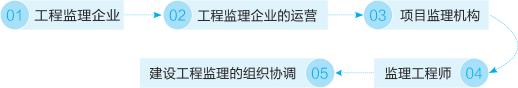 01 工程监理企业
02 工程监理企业的运营
03 项目监理机构
04 监理工程师
05 建设工程监理的组织协调